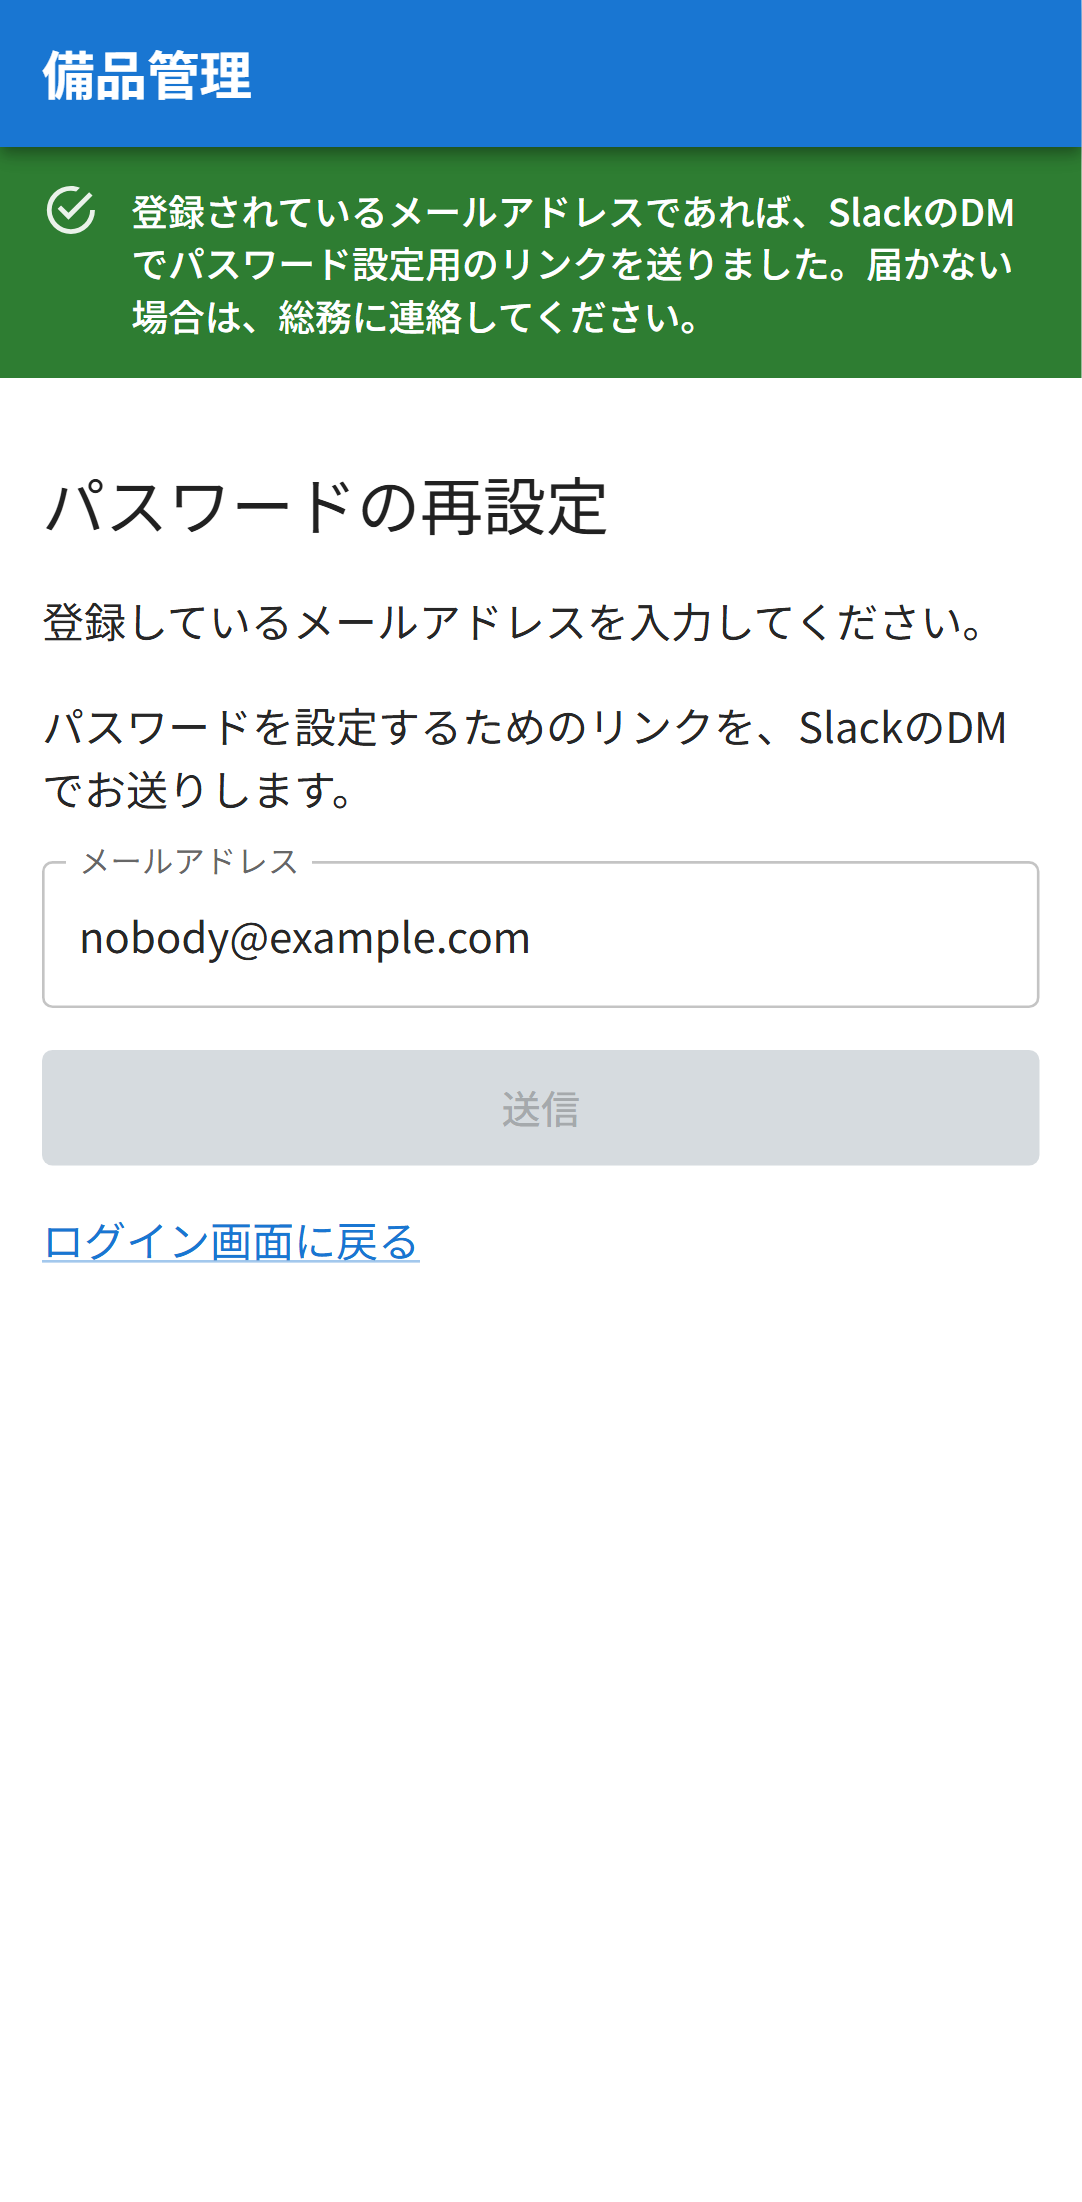 備品管理
登録されているメールアドレスであれば、SlackのDM
でパスワード設定用のリンクを送りました。届かない
場合は、総務に連絡してください。
パスワードの再設定
登録しているメールアドレスを入力してください。
パスワードを設定するためのリンクを、SlackのDM
でお送りします。
メールアドレス
nobody@example.com
送信
ログイン画面に戻る